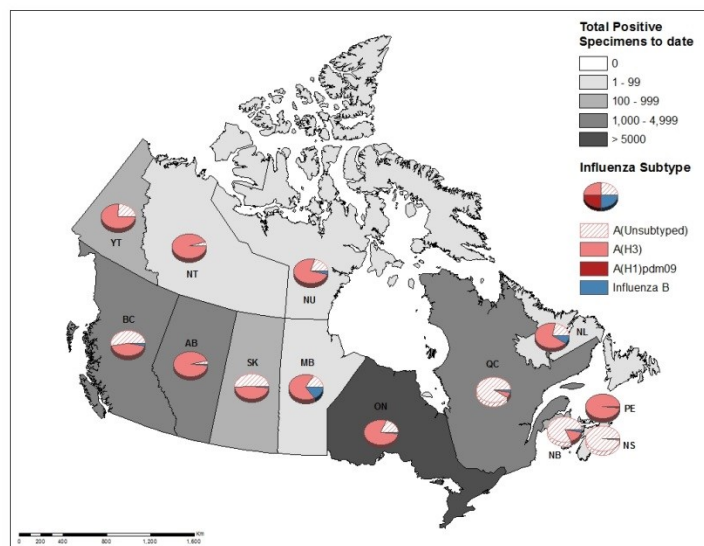 Total Positive
Specimens to date
0
1 - 99
100 - 999
1,000 - 4,999
> 5000
Influenza Subtype
A(Unsubtyped)
A(H3)
A(H1)pdm09
Influenza B
YT
NT
NU
BC
AB
SK
MB
ON
QC
NL
PE
NB
NS
0 200 400 800 1,200 1,600